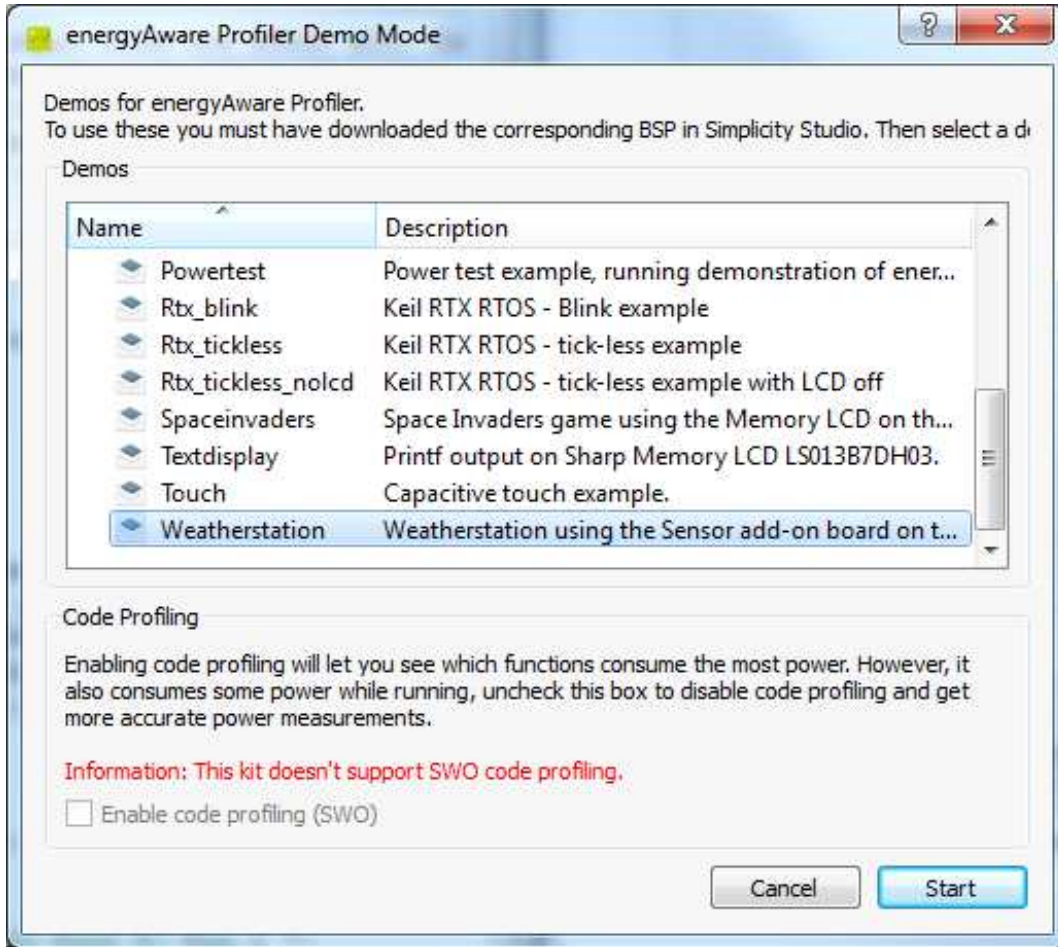 energyAware Profiler Demo Mode
Demos for energyAware Profiler.
To use these you must have downloaded the corresponding BSP in Simplicity Studio. Then select a
Demos
Name Description
Powertest Power test example, running demonstration of ener...
Rtx_blink Keil RTX RTOS - Blink example
Rtx_tickless Keil RTX RTOS - tick-less example
Rtx_tickless_nolcd Keil RTX RTOS - tick-less example with LCD off
Spaceinvaders Space Invaders game using the Memory LCD on th...
Textdisplay Printf output on Sharp Memory LCD LS013B7DH03.
Touch Capacitive touch example.
Weatherstation Weatherstation using the Sensor add-on board on t...
Code Profiling
Enabling code profiling will let you see which functions consume the most power. However, it
also consumes some power while running, uncheck this box to disable code profiling and get
more accurate power measurements.
Information: This kit doesn't support SWO code profiling.
Enable code profiling (SWO)
Cancel Start